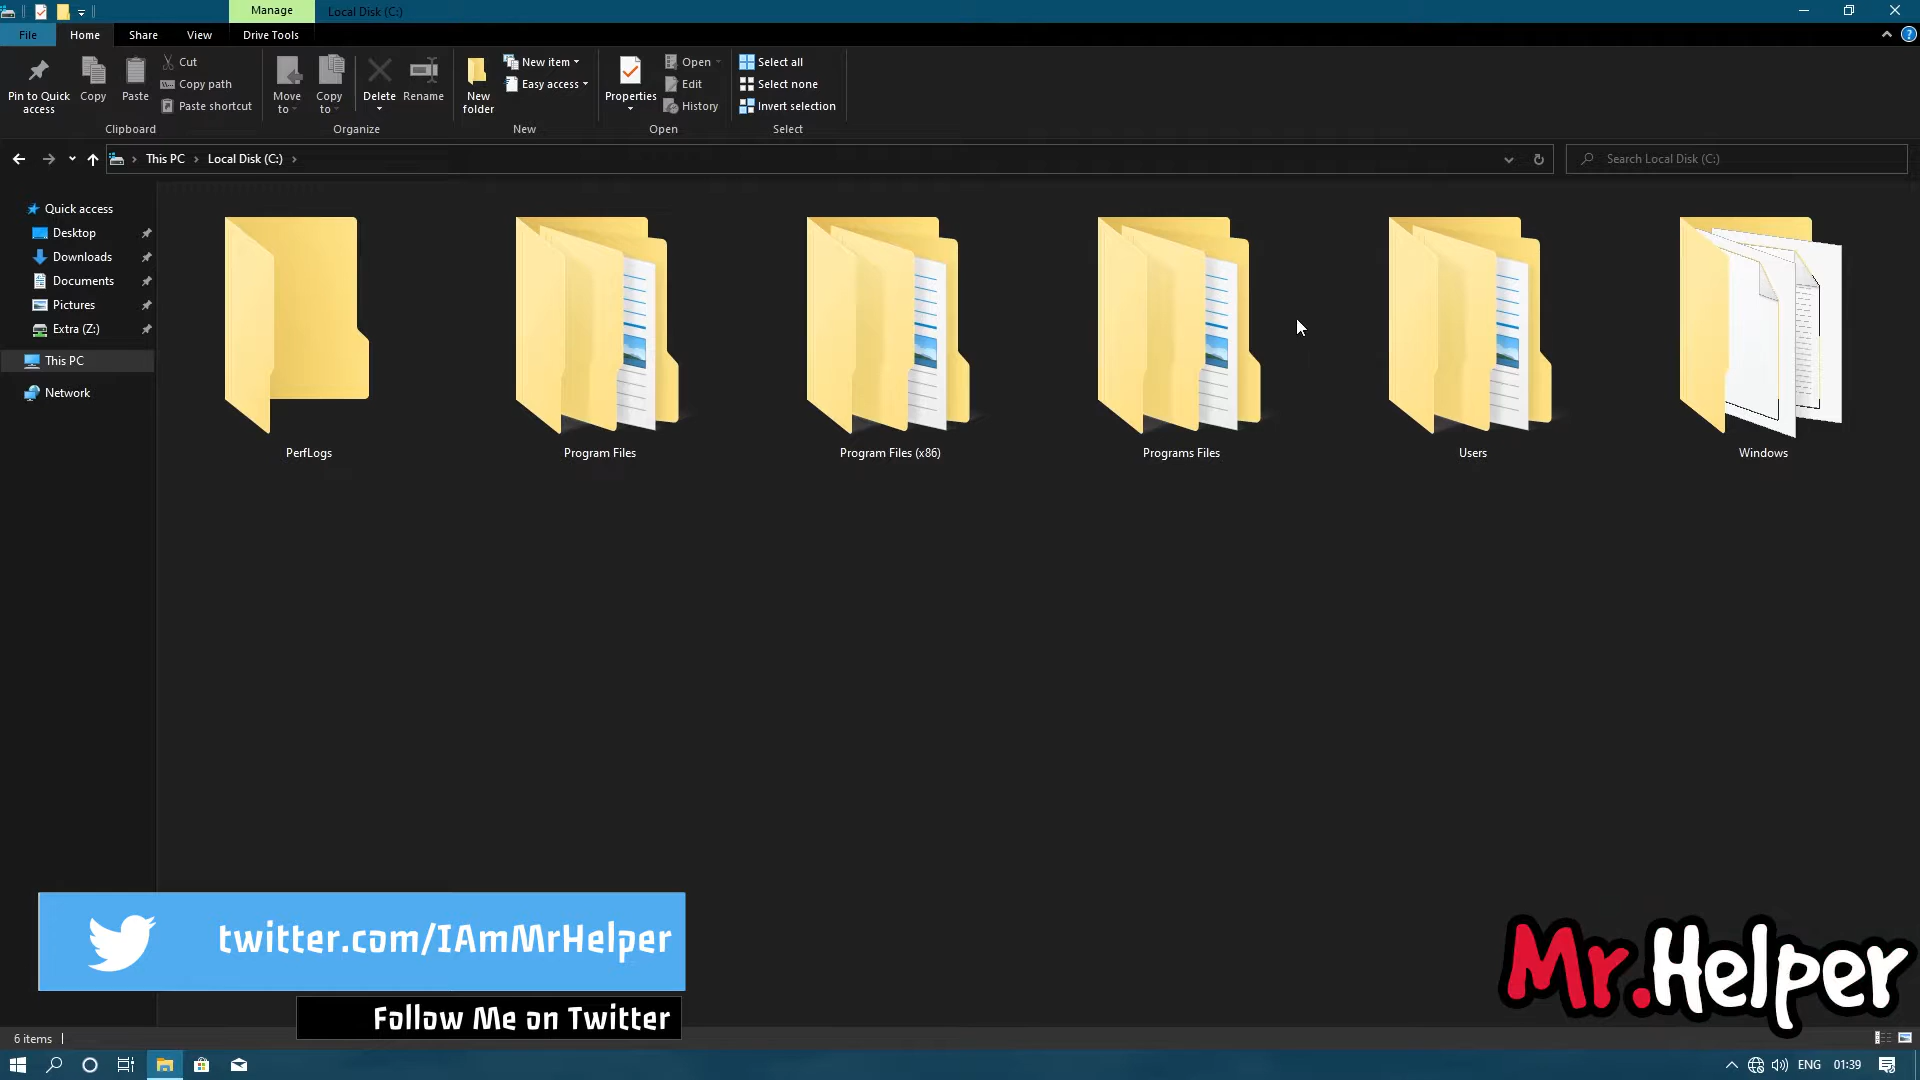 Manage
Local Disk (C:)
File
Home
Share
View
Drive Tools
Pin to Quick access
Copy
Paste
Cut
Copy path
Paste shortcut
Clipboard
Move to
Copy to
Delete
Rename
Organize
New folder
New item
Easy access
New
Properties
Open
Edit
History
Open
Select all
Select none
Invert selection
Select
This PC
Local Disk (C:)
Search Local Disk (C:)
Quick access
Desktop
Downloads
Documents
Pictures
Extra (Z:)
This PC
Network
PerfLogs
Program Files
Program Files (x86)
Programs Files
Users
Windows
twitter.com/IAmMrHelper
Follow Me on Twitter
Mr.Helper
6 items
ENG
01:39